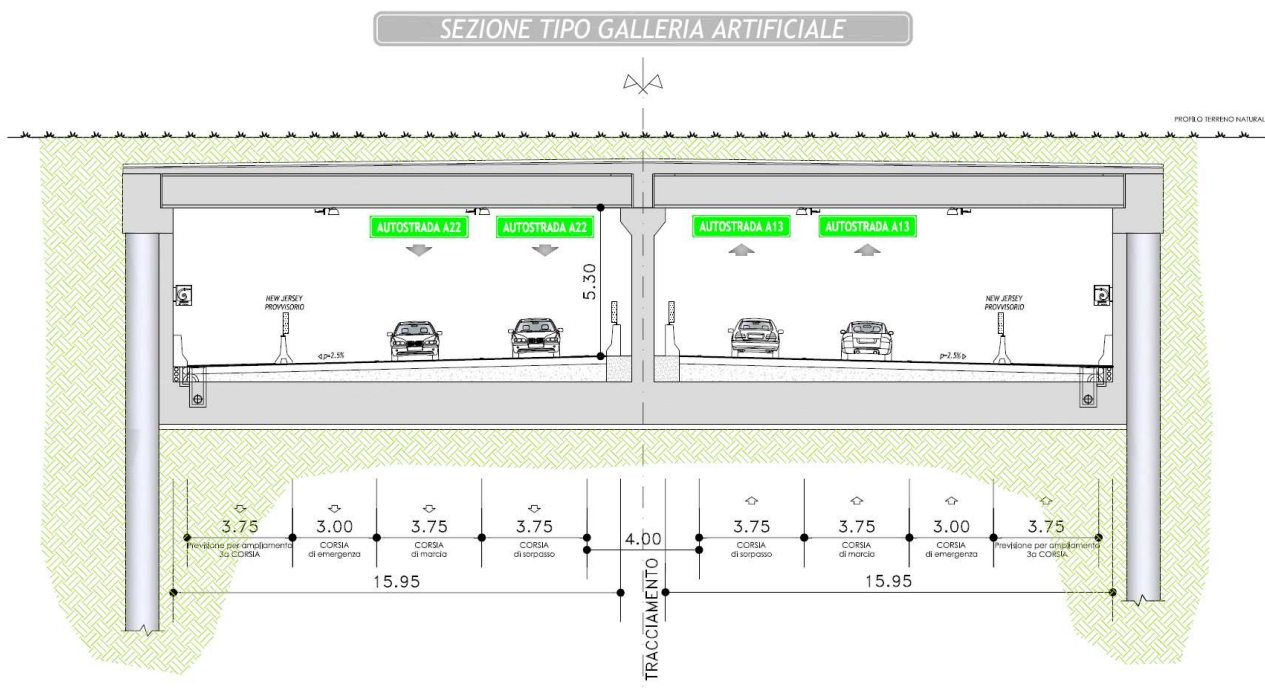 SEZIONE TIPO GALLERIA ARTIFICIALE
PROFILO TERRENO NATURAL
AUTOSTRADA A22
AUTOSTRADA A22
AUTOSTRADA A13
AUTOSTRADA A13
5.30
NEW JERSEY
PROVVISORIO
NEW JERSEY
PROVVISORIO
p=2.5%
p=2.5%
3.75
3.00
3.75
3.75
4.00
3.75
3.75
3.00
3.75
Previsione per ampliamento
3a CORSIA
CORSIA
di emergenza
CORSIA
di marcia
CORSIA
di sorpasso
CORSIA
di sorpasso
CORSIA
di marcia
CORSIA
di emergenza
Previsione per ampliamento
3a CORSIA
15.95
15.95
TRACCIAMENTO